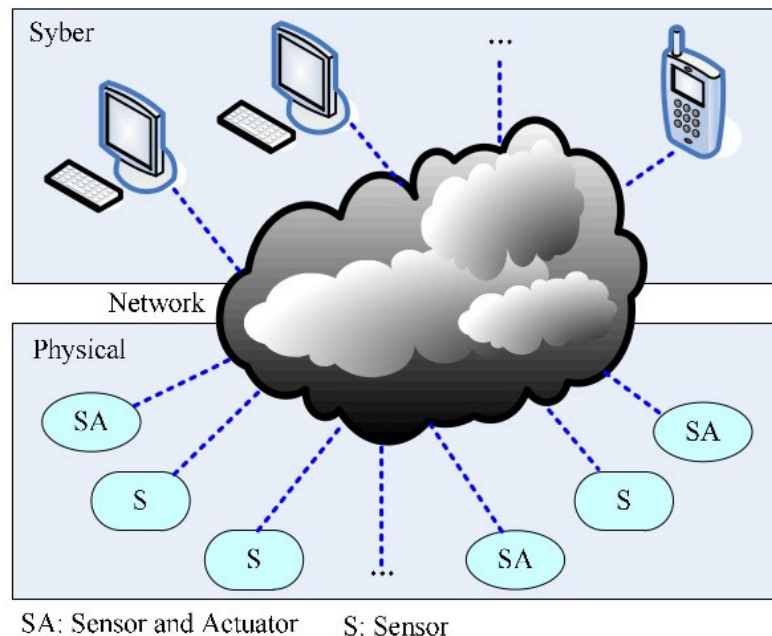 Syber
...
Network
Physical
SA
SA
S
S
S
SA
...
SA: Sensor and Actuator S: Sensor